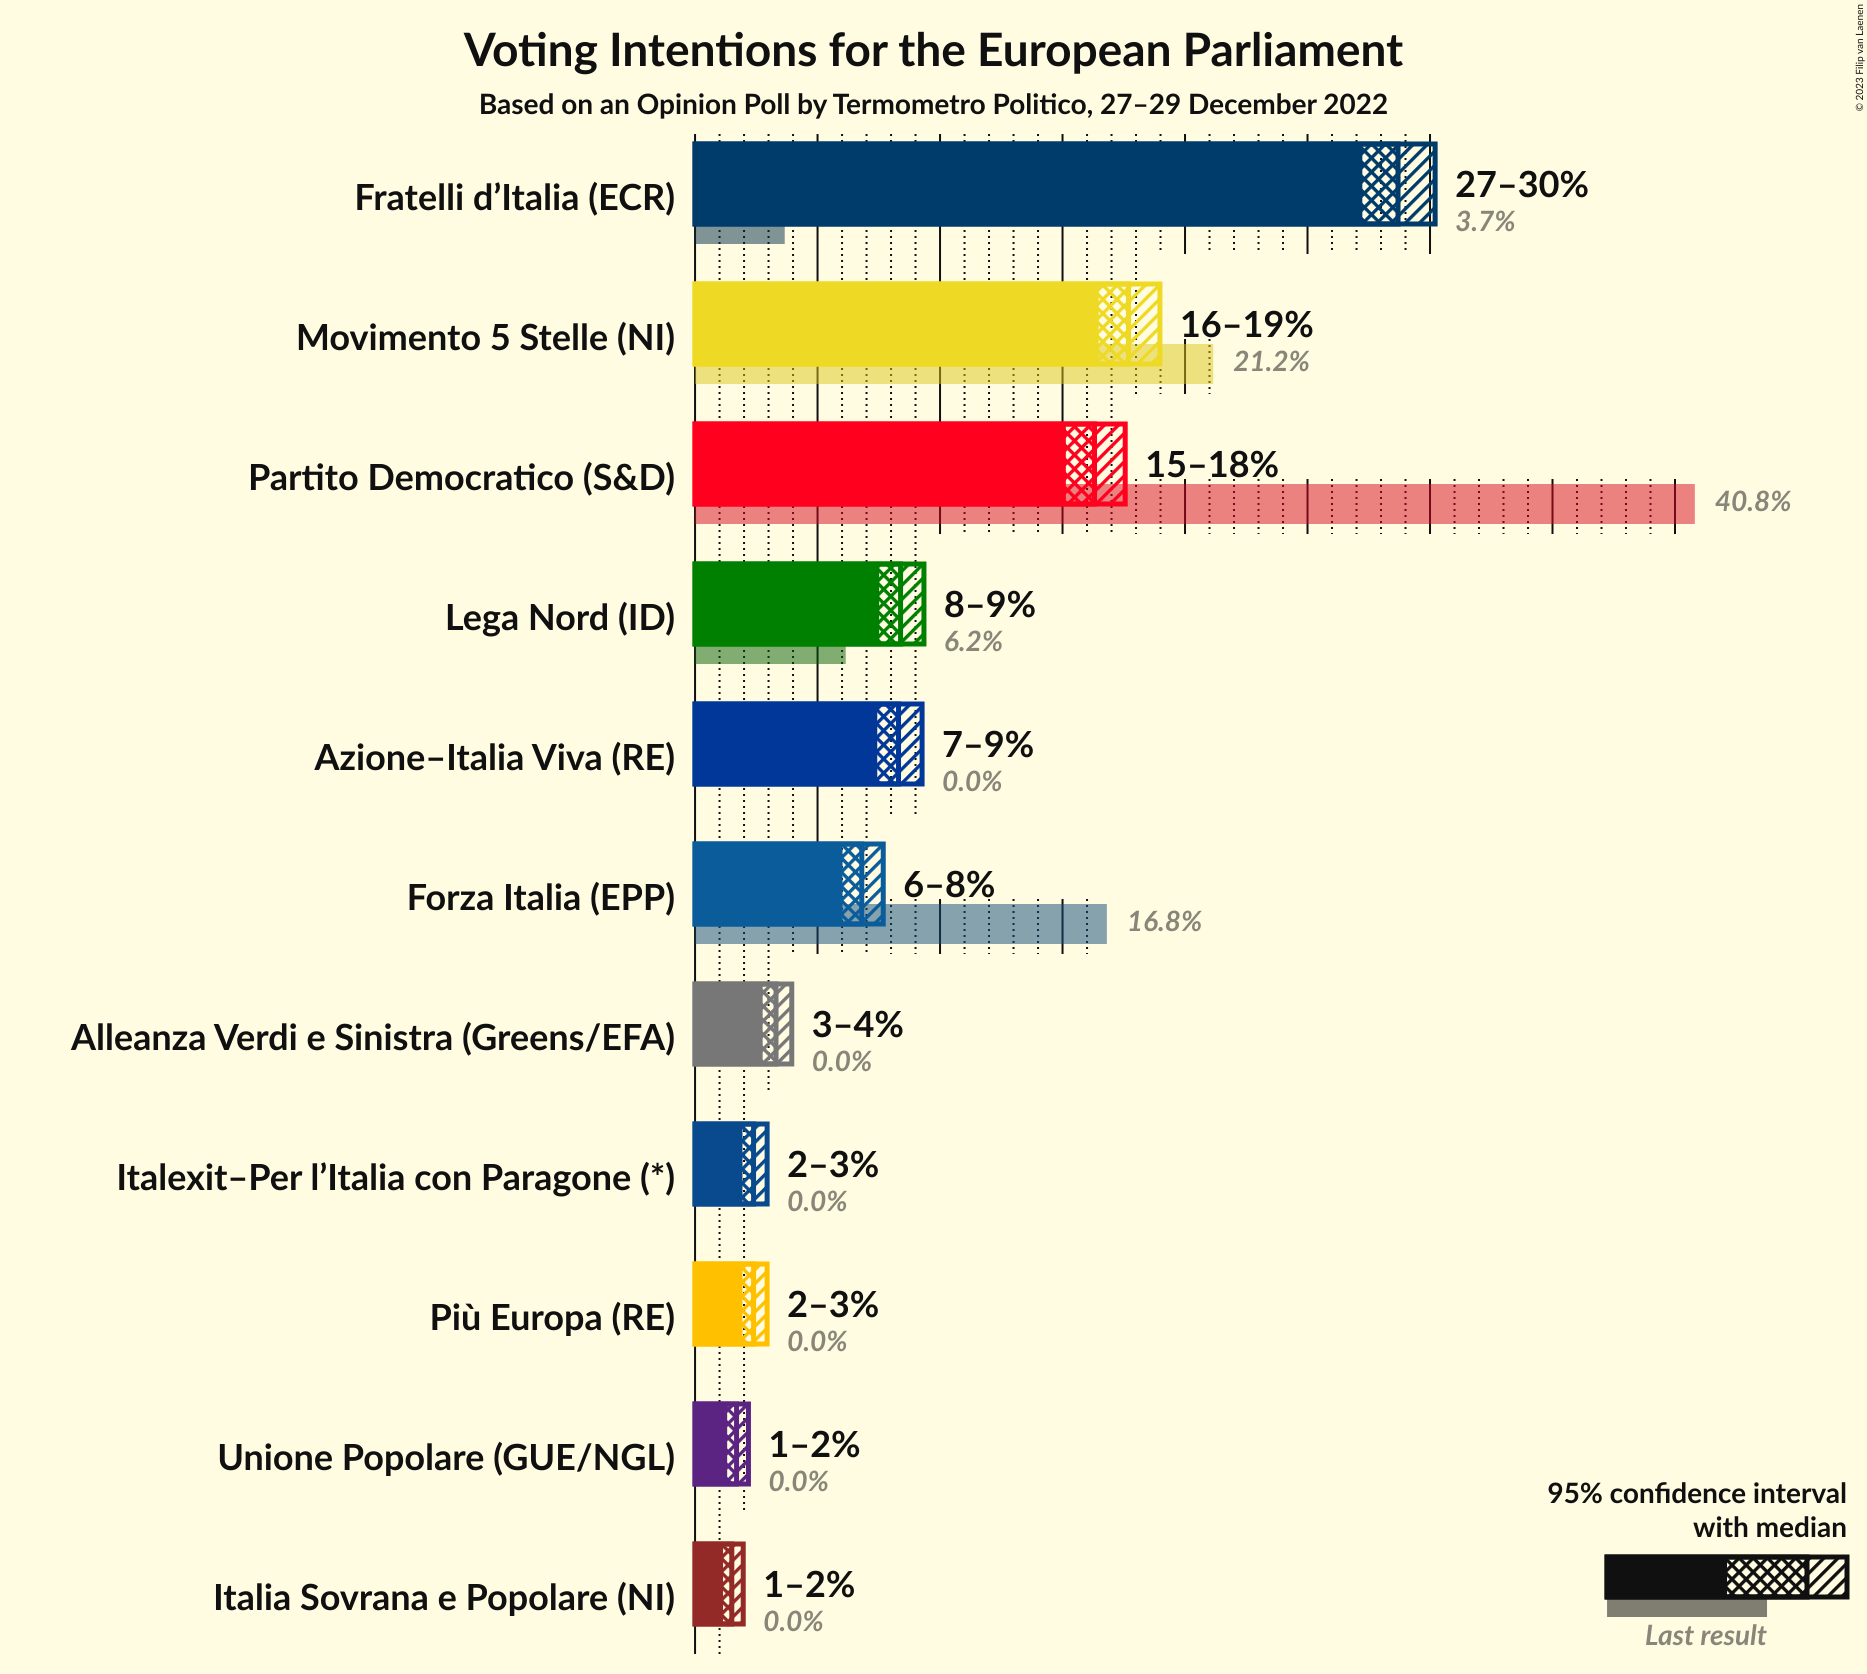 © 2023 Filip van Laenen
Voting Intentions for the European Parliament
Based on an Opinion Poll by Termometro Politico, 27–29 December 2022
Fratelli d’Italia (ECR)
27–30%
3.7%
Movimento 5 Stelle (NI)
16–19%
21.2%
Partito Democratico (S&D)
15–18%
40.8%
Lega Nord (ID)
8–9%
6.2%
Azione–Italia Viva (RE)
7–9%
0.0%
Forza Italia (EPP)
6–8%
16.8%
Alleanza Verdi e Sinistra (Greens/EFA)
3–4%
0.0%
Italexit–Per l’Italia con Paragone (*)
2–3%
0.0%
Più Europa (RE)
2–3%
0.0%
Unione Popolare (GUE/NGL)
1–2%
0.0%
Italia Sovrana e Popolare (NI)
1–2%
0.0%
95% confidence interval
with median
Last result